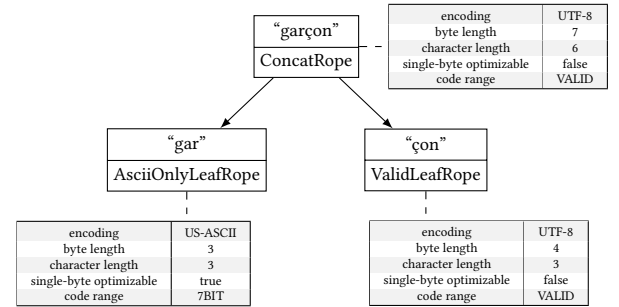 “garçon”
ConcatRope
encoding UTF-8
byte length 7
character length 6
single-byte optimizable false
code range VALID
“gar”
AsciiOnlyLeafRope
“çon”
ValidLeafRope
encoding US-ASCII
byte length 3
character length 3
single-byte optimizable true
code range 7BIT
encoding UTF-8
byte length 4
character length 3
single-byte optimizable false
code range VALID